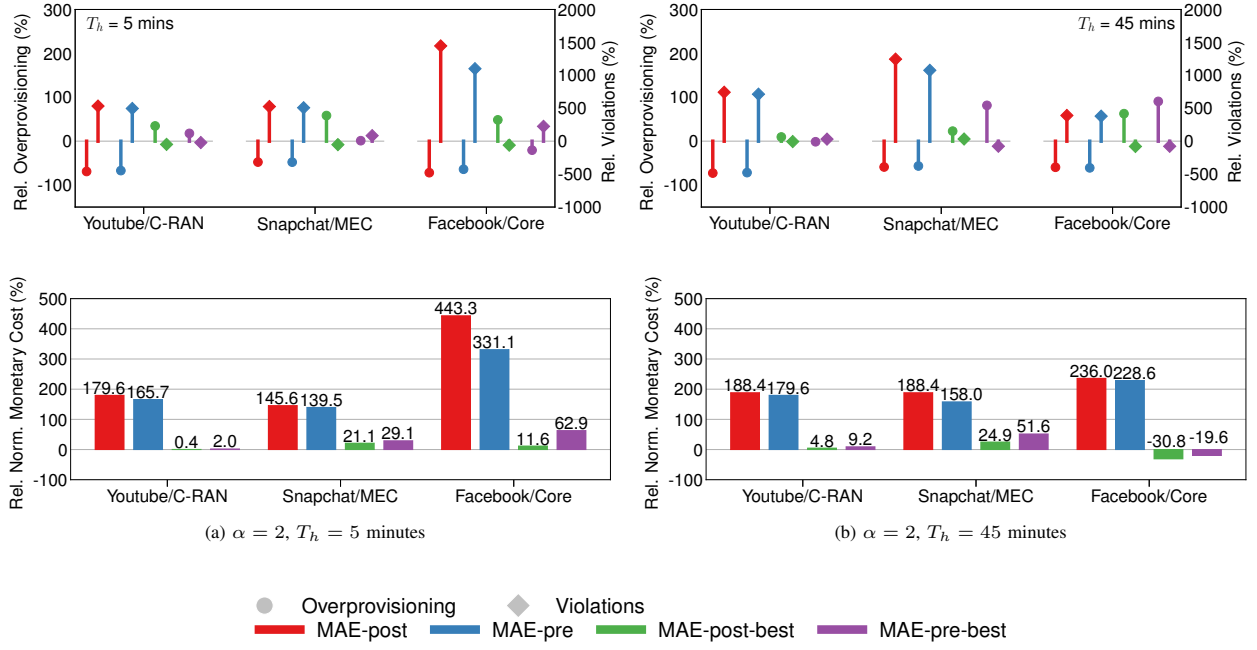 Rel. Overprovisioning (%)
300
200
100
0
-100
T_h = 5 mins
2000
1500
1000
500
0
-500
-1000
Rel. Violations (%)
Youtube/C-RAN Snapchat/MEC Facebook/Core
Rel. Overprovisioning (%)
300
200
100
0
-100
T_h = 45 mins
2000
1500
1000
500
0
-500
-1000
Rel. Violations (%)
Youtube/C-RAN Snapchat/MEC Facebook/Core
Rel. Norm. Monetary Cost (%)
500
400
300
200
100
0
-100
179.6 165.7 0.4 2.0
145.6 139.5 21.1 29.1
443.3 331.1 11.6 62.9
Youtube/C-RAN Snapchat/MEC Facebook/Core
(a) α = 2, T_h = 5 minutes
Rel. Norm. Monetary Cost (%)
500
400
300
200
100
0
-100
188.4 179.6 4.8 9.2
188.4 158.0 24.9 51.6
236.0 228.6 -30.8 -19.6
Youtube/C-RAN Snapchat/MEC Facebook/Core
(b) α = 2, T_h = 45 minutes
Overprovisioning Violations
MAE-post MAE-pre MAE-post-best MAE-pre-best